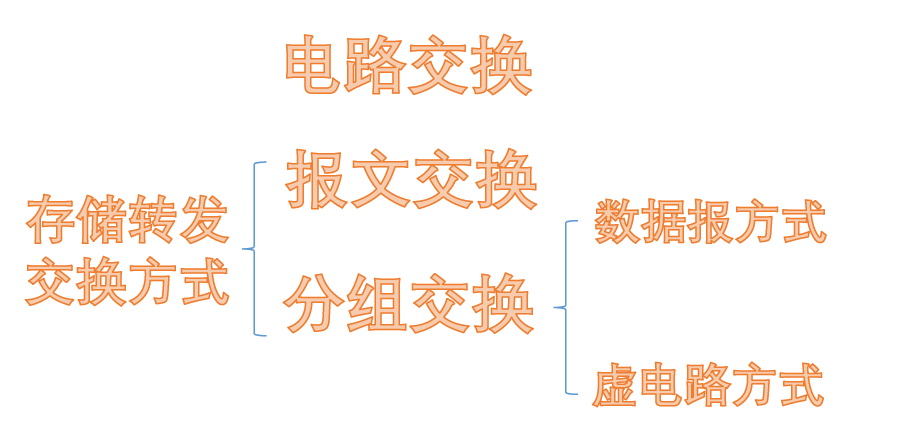 电路交换
报文交换
存储转发
交换方式
分组交换
数据报方式
虚电路方式